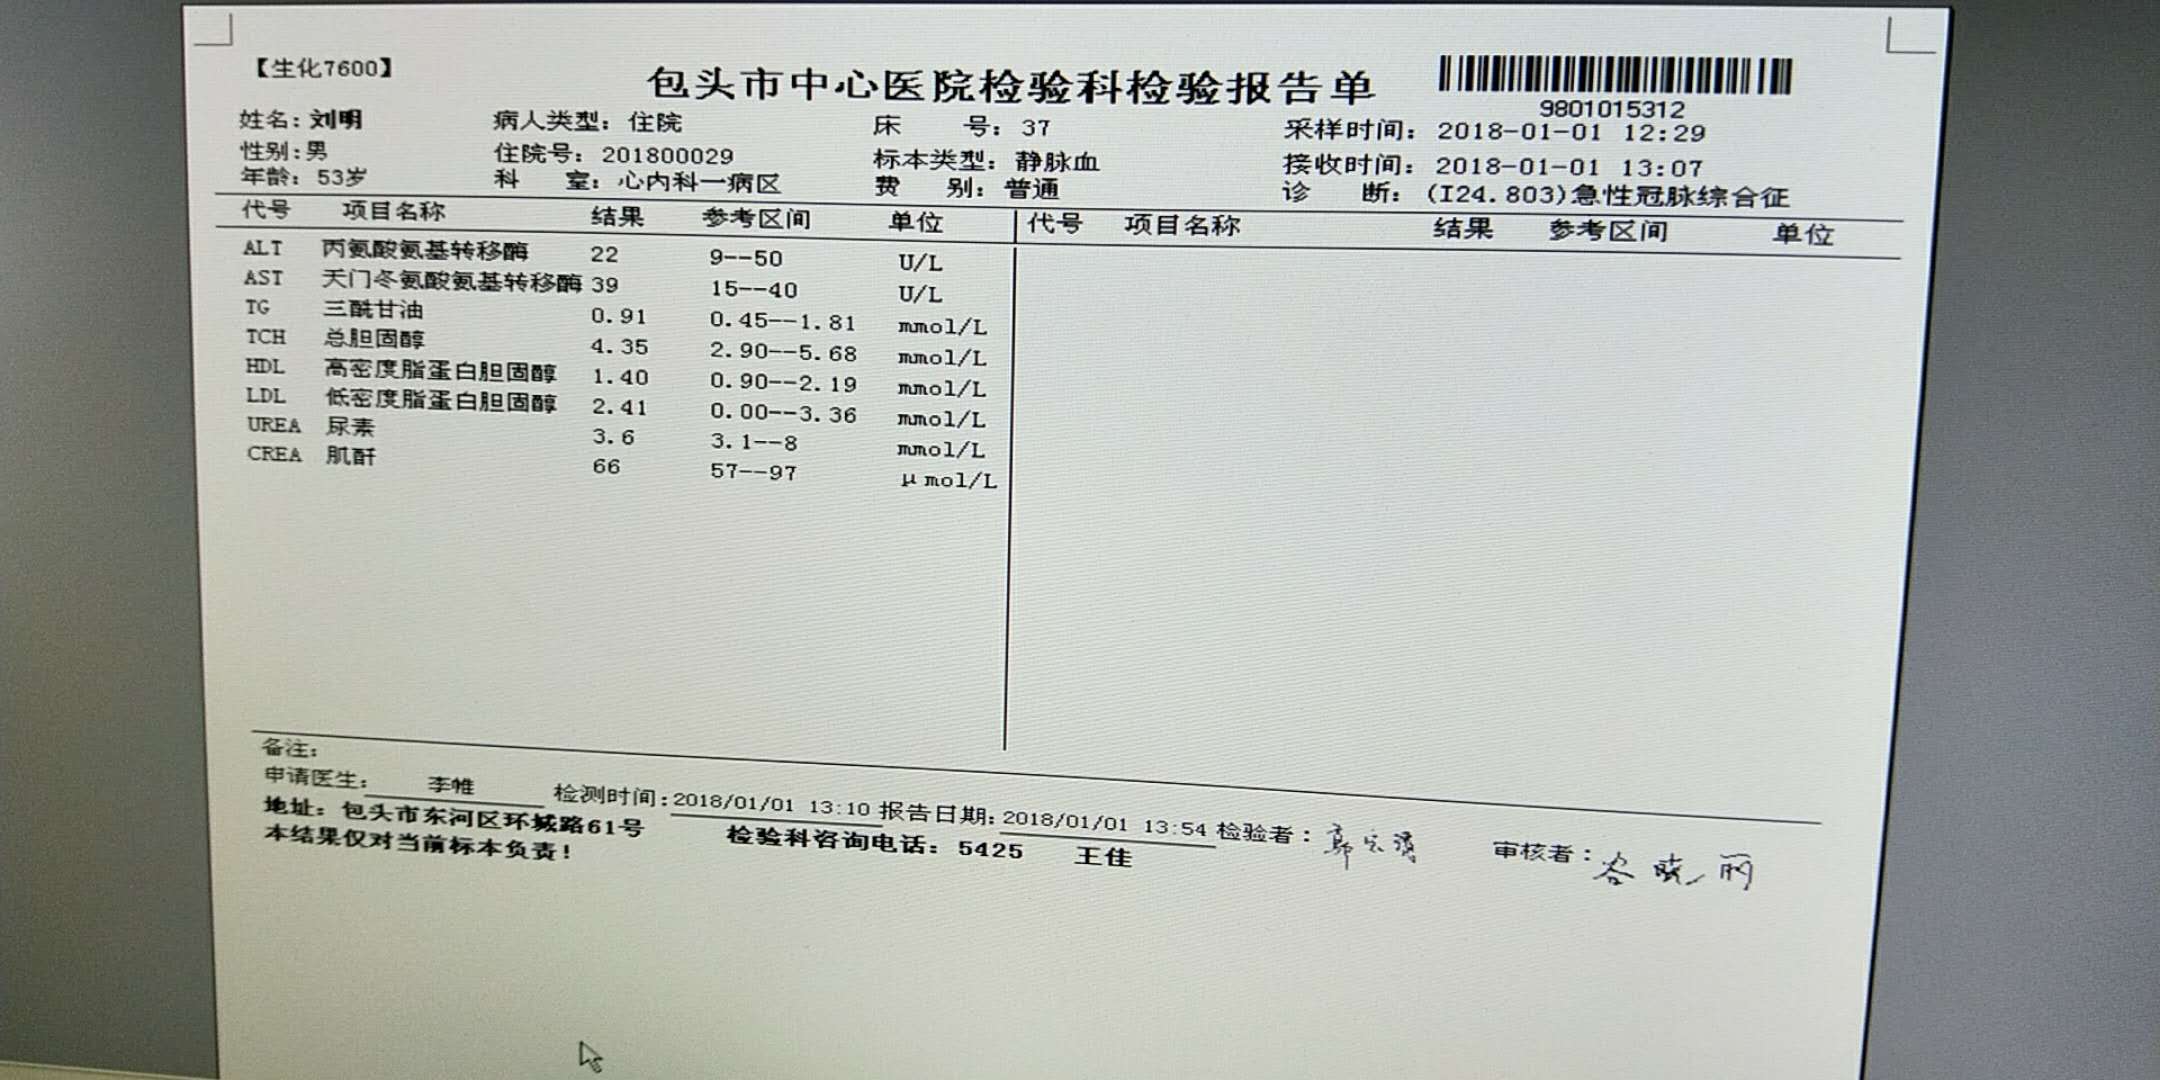 【生化7600】
包头市中心医院检验科检验报告单
9801015312
姓名: 刘明 病人类型: 住院 床 号: 37 采样时间: 2018-01-01 12:29
性别:男 住院号: 201800029 标本类型: 静脉血 接收时间: 2018-01-01 13:07
年龄: 53岁 科 室: 心内科一病区 费 别: 普通 诊 断: (I24.803)急性冠脉综合征
代号 项目名称 结果 参考区间 单位 代号 项目名称 结果 参考区间 单位
ALT 丙氨酸氨基转移酶 22 9--50 U/L
AST 天门冬氨酸氨基转移酶 39 15--40 U/L
TG 三酰甘油 0.91 0.45--1.81 mmol/L
TCH 总胆固醇 4.35 2.90--5.68 mmol/L
HDL 高密度脂蛋白胆固醇 1.40 0.90--2.19 mmol/L
LDL 低密度脂蛋白胆固醇 2.41 0.00--3.36 mmol/L
UREA 尿素 3.6 3.1--8 mmol/L
CREA 肌酐 66 57--97 μmol/L
备注:
申请医生: 李帷 检测时间:2018/01/01 13:10 报告日期:2018/01/01 13:54 检验者: 审核者:
地址: 包头市东河区环城路61号 检验科咨询电话: 5425 王佳
本结果仅对当前标本负责!